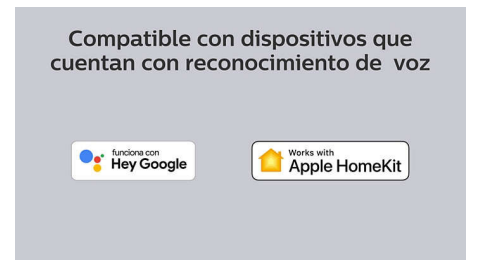 Compatible con dispositivos que
cuentan con reconocimiento de voz
funciona con
Hey Google
Works with
Apple HomeKit